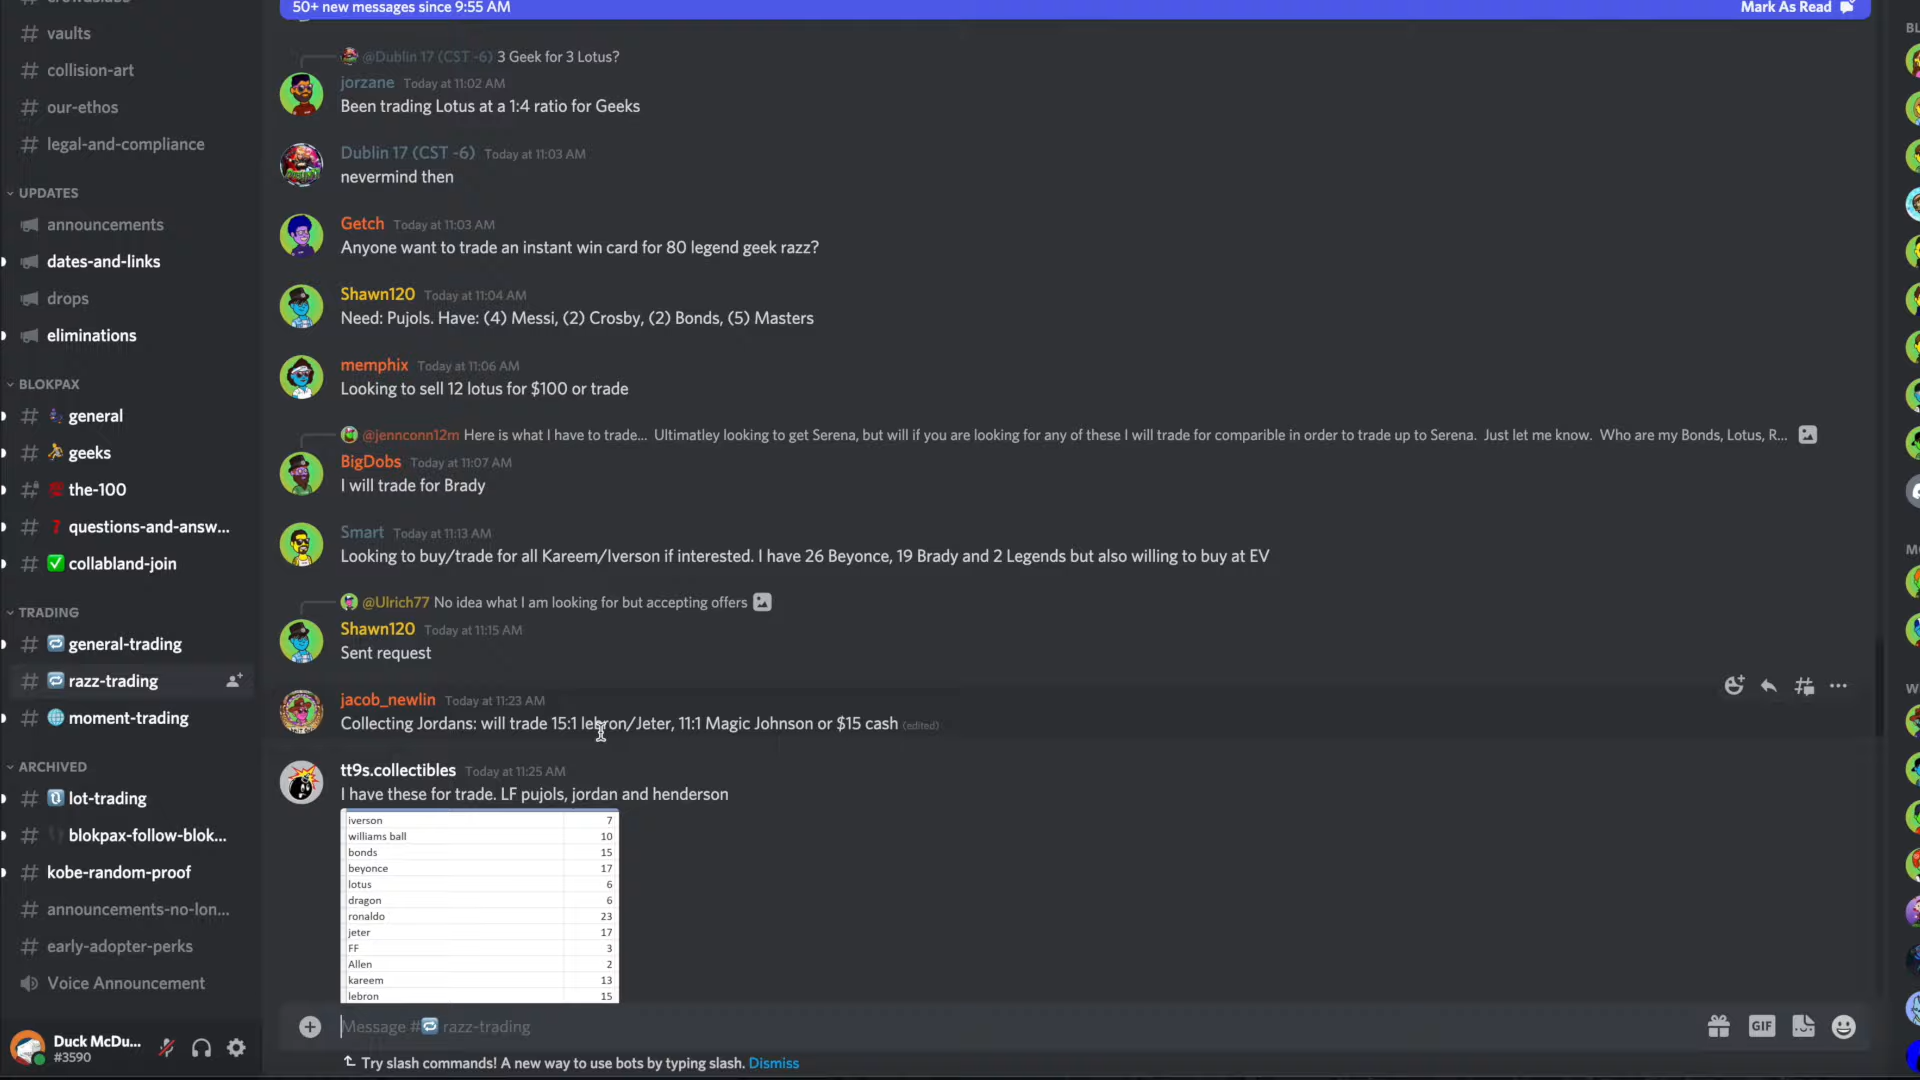 crowdslabs
vaults
collision-art
our-ethos
legal-and-compliance
UPDATES
announcements
dates-and-links
drops
eliminations
BLOKPAX
general
geeks
the-100
questions-and-answ...
collabland-join
TRADING
general-trading
razz-trading
moment-trading
ARCHIVED
lot-trading
blokpax-follow-blok...
kobe-random-proof
announcements-no-lon...
early-adopter-perks
Voice Announcement
Duck McDu...
#3590
50+ new messages since 9:55 AM
Mark As Read
@Dublin 17 (CST -6) 3 Geek for 3 Lotus?
jorzane Today at 11:02 AM
Been trading Lotus at a 1:4 ratio for Geeks
Dublin 17 (CST -6) Today at 11:03 AM
nevermind then
Getch Today at 11:03 AM
Anyone want to trade an instant win card for 80 legend geek razz?
Shawn120 Today at 11:04 AM
Need: Pujols. Have: (4) Messi, (2) Crosby, (2) Bonds, (5) Masters
memphix Today at 11:06 AM
Looking to sell 12 lotus for $100 or trade
@jennconn12m Here is what I have to trade... Ultimatley looking to get Serena, but will if you are looking for any of these I will trade for comparible in order to trade up to Serena. Just let me know. Who are my Bonds, Lotus, R...
BigDobs Today at 11:07 AM
I will trade for Brady
Smart Today at 11:13 AM
Looking to buy/trade for all Kareem/Iverson if interested. I have 26 Beyonce, 19 Brady and 2 Legends but also willing to buy at EV
@Ulrich77 No idea what I am looking for but accepting offers
Shawn120 Today at 11:15 AM
Sent request
jacob_newlin Today at 11:23 AM
Collecting Jordans: will trade 15:1 lebron/Jeter, 11:1 Magic Johnson or $15 cash (edited)
tt9s.collectibles Today at 11:25 AM
I have these for trade. LF pujols, jordan and henderson
iverson 7
williams ball 10
bonds 15
beyonce 17
lotus 6
dragon 6
ronaldo 23
jeter 17
FF 3
Allen 2
kareem 13
lebron 15
Message # razz-trading
GIF
Try slash commands! A new way to use bots by typing slash. Dismiss